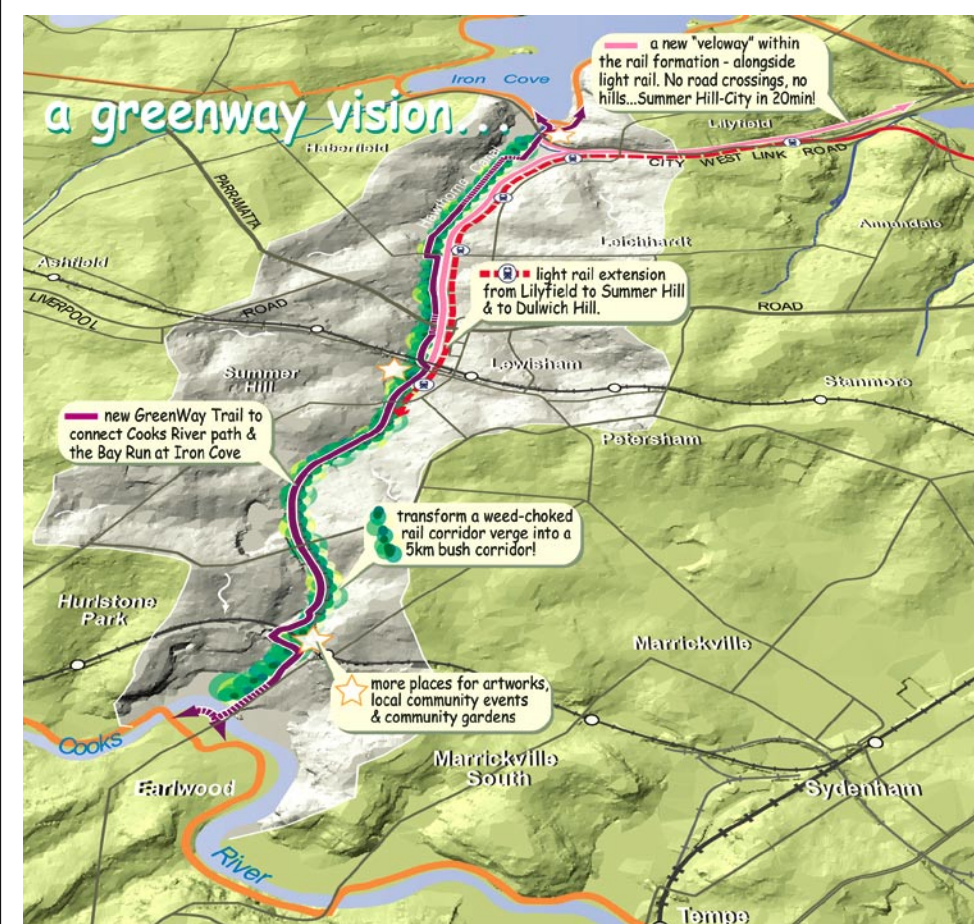 Iron Cove
a greenway vision...
a new "veloway" within
the rail formation - alongside
light rail. No road crossings, no
hills...Summer Hill-City in 20min!
Lilyfield
Haberfield
CITY WEST LINK ROAD
PARRAMATTA
Annandale
Leichhardt
Ashfield
light rail extension
from Lilyfield to Summer Hill
& to Dulwich Hill.
LIVERPOOL
ROAD
ROAD
Summer
Hill
Lewisham
Stanmore
new GreenWay Trail to
connect Cooks River path &
the Bay Run at Iron Cove
Petersham
transform a weed-choked
rail corridor verge into a
5km bush corridor!
Hurlstone
Park
Marrickville
more places for artworks,
local community events
& community gardens
Cooks
Earlwood
Marrickville
South
Sydenham
River
Tempe